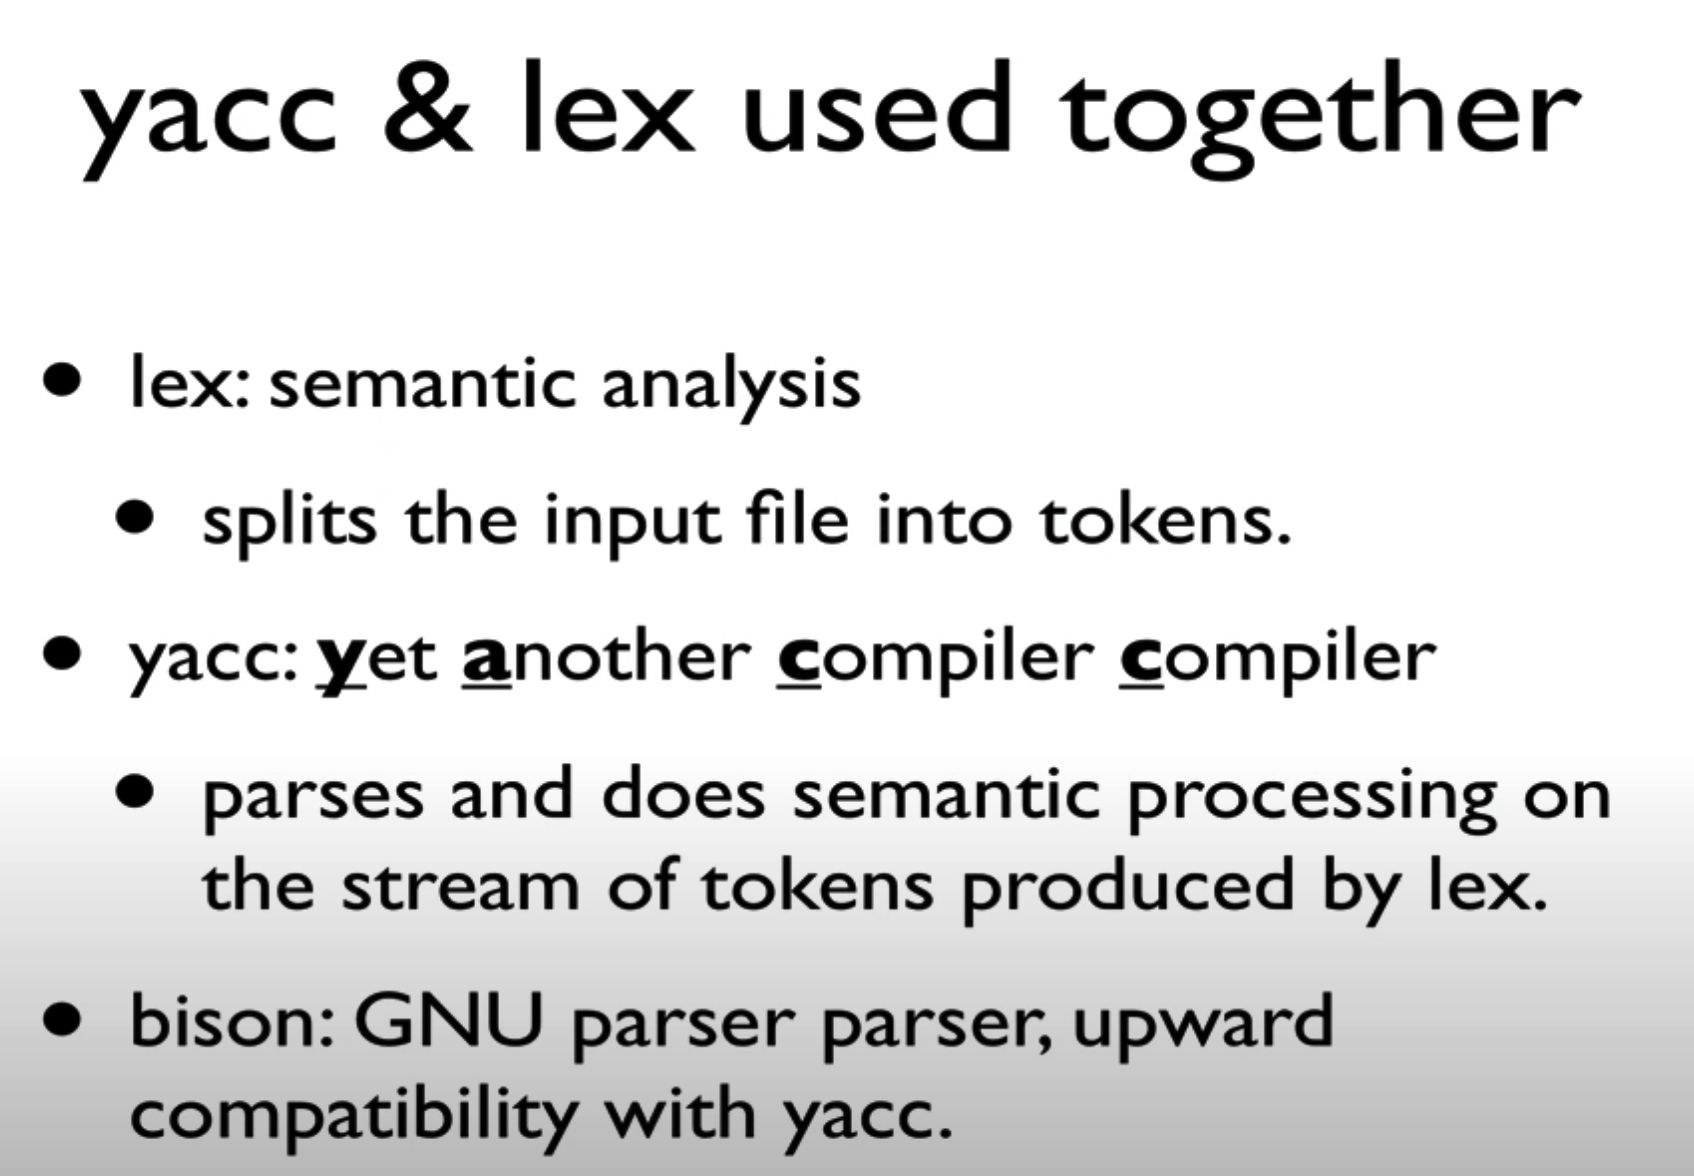 yacc & lex used together
• lex: semantic analysis
• splits the input file into tokens.
• yacc: yet another compiler compiler
• parses and does semantic processing on
the stream of tokens produced by lex.
• bison: GNU parser parser, upward
compatibility with yacc.